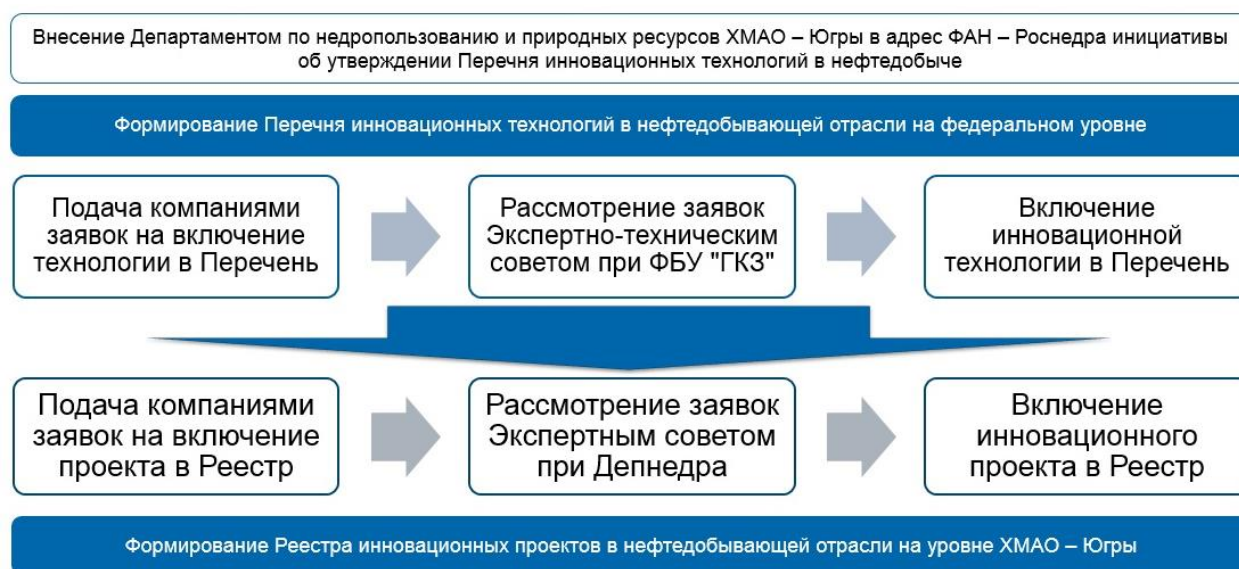 Внесение Департаментом по недропользованию и природных ресурсов ХМАО – Югры в адрес ФАН – Роснедра инициативы
об утверждении Перечня инновационных технологий в нефтедобыче
Формирование Перечня инновационных технологий в нефтедобывающей отрасли на федеральном уровне
Подача компаниями
заявок на включение
технологии в Перечень
Рассмотрение заявок
Экспертно-техническим
советом при ФБУ "ГКЗ"
Включение
инновационной
технологии в Перечень
Подача компаниями
заявок на включение
проекта в Реестр
Рассмотрение заявок
Экспертным советом
при Депнедра
Включение
инновационного
проекта в Реестр
Формирование Реестра инновационных проектов в нефтедобывающей отрасли на уровне ХМАО – Югры